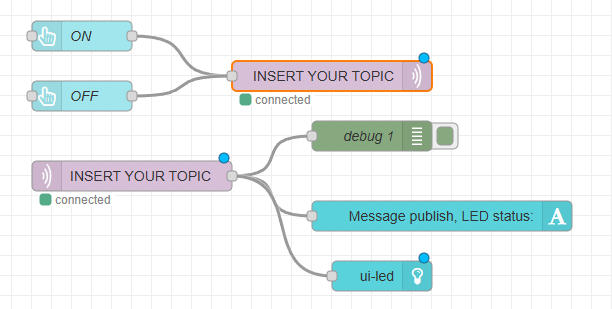 ON
INSERT YOUR TOPIC
OFF
connected
debug 1
INSERT YOUR TOPIC
connected
Message publish, LED status:
A
ui-led